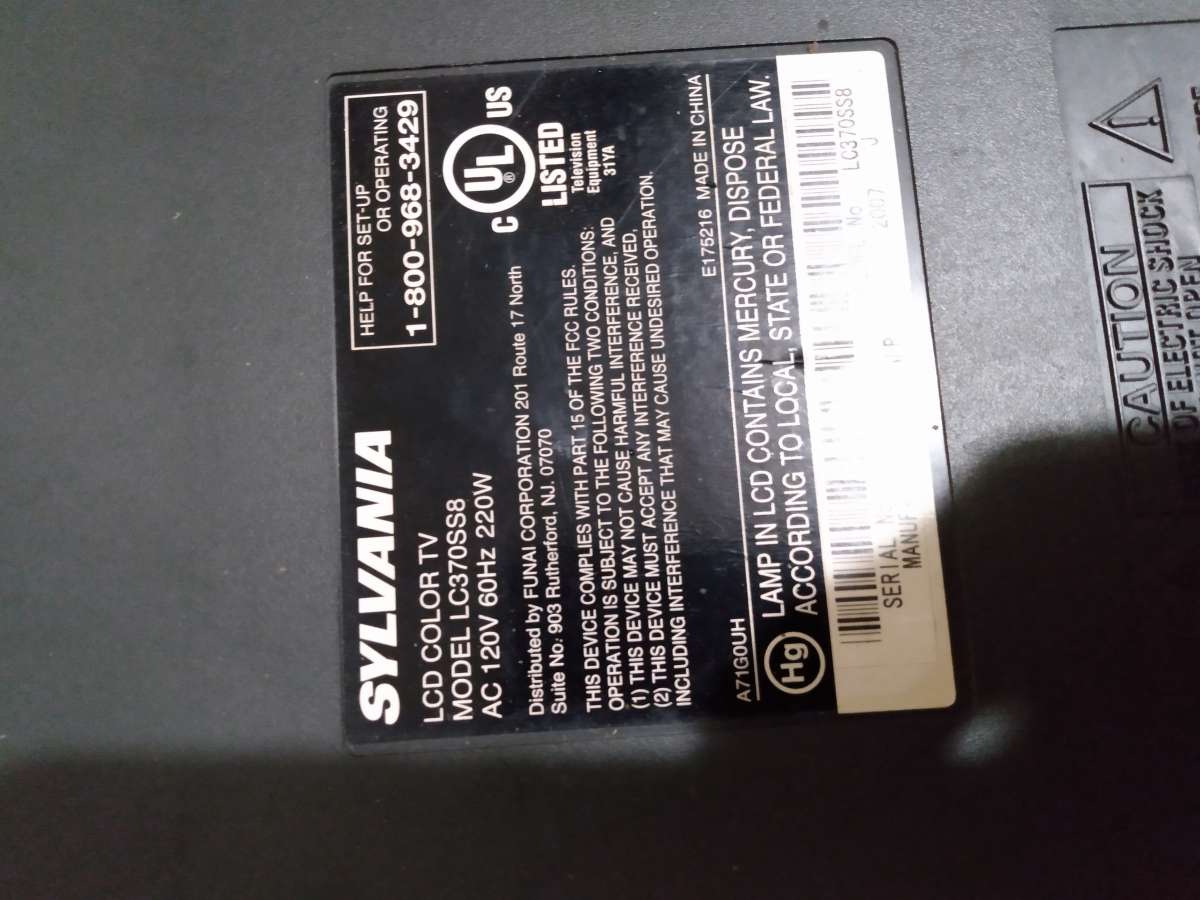 SYLVANIA
LCD COLOR TV
MODEL LC370SS8
AC 120V 60Hz 220W
HELP FOR SET-UP
OR OPERATING
1-800-968-3429
Distributed by FUNAI CORPORATION 201 Route 17 North
Suite No. 903 Rutherford, NJ. 07070
C UL ® US
LISTED
Television
Equipment
31YA
THIS DEVICE COMPLIES WITH PART 15 OF THE FCC RULES.
OPERATION IS SUBJECT TO THE FOLLOWING TWO CONDITIONS:
(1) THIS DEVICE MAY NOT CAUSE HARMFUL INTERFERENCE, AND
(2) THIS DEVICE MUST ACCEPT ANY INTERFERENCE RECEIVED,
INCLUDING INTERFERENCE THAT MAY CAUSE UNDESIRED OPERATION.
A71G0UH E175216 MADE IN CHINA
Hg LAMP IN LCD CONTAINS MERCURY, DISPOSE
ACCORDING TO LOCAL, STATE OR FEDERAL LAW.
SERIAL No LC370SS8
2007 J
CAUTION
OF ELECTRIC SHOCK
OPEN